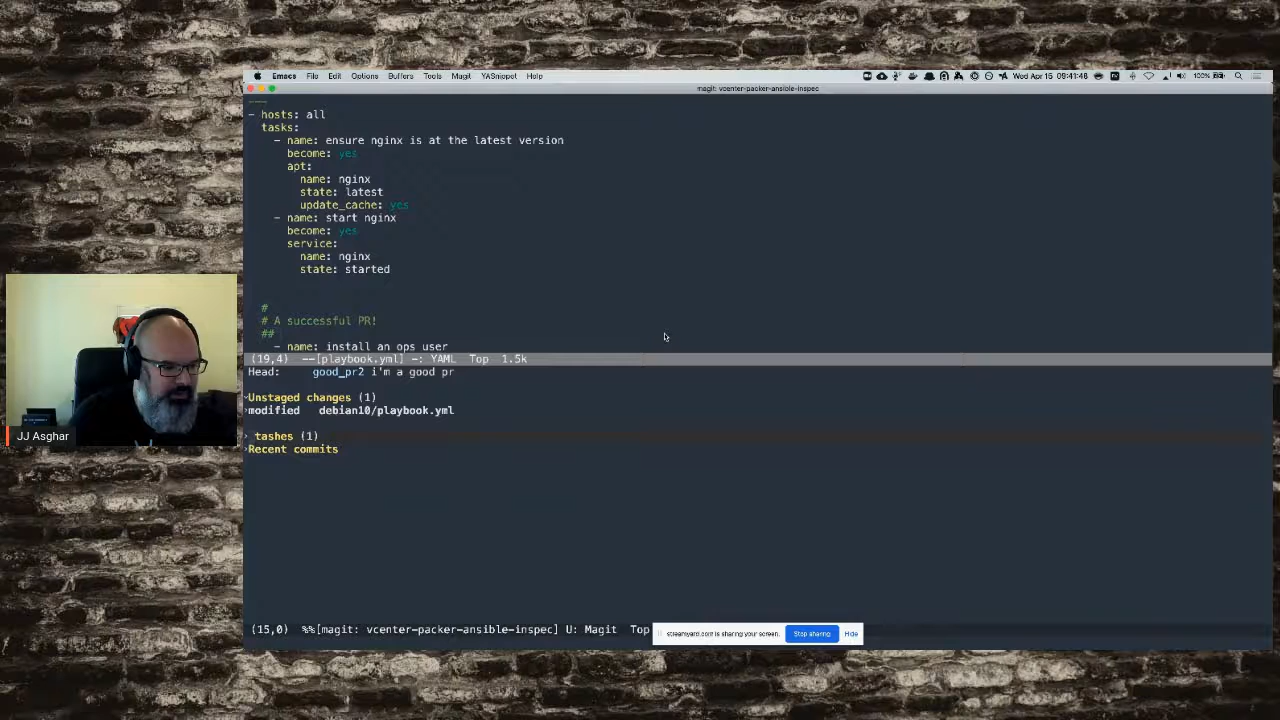 Emacs File Edit Options Buffers Tools Magit YASnippet Help
100% Wed Apr 15 09:41:48
magit: vcenter-packer-ansible-inspec
---
- hosts: all
tasks:
- name: ensure nginx is at the latest version
become: yes
apt:
name: nginx
state: latest
update_cache: yes
- name: start nginx
become: yes
service:
name: nginx
state: started
#
# A successful PR!
##
- name: install an ops user
(19,4) --[playbook.yml] -: YAML Top 1.5k
Head: good_pr2 i'm a good pr
Unstaged changes (1)
modified debian10/playbook.yml
tashes (1)
Recent commits
(15,0) %%[magit: vcenter-packer-ansible-inspec] U: Magit Top
streamyard.com is sharing your screen. Stop sharing Hide
JJ Asghar